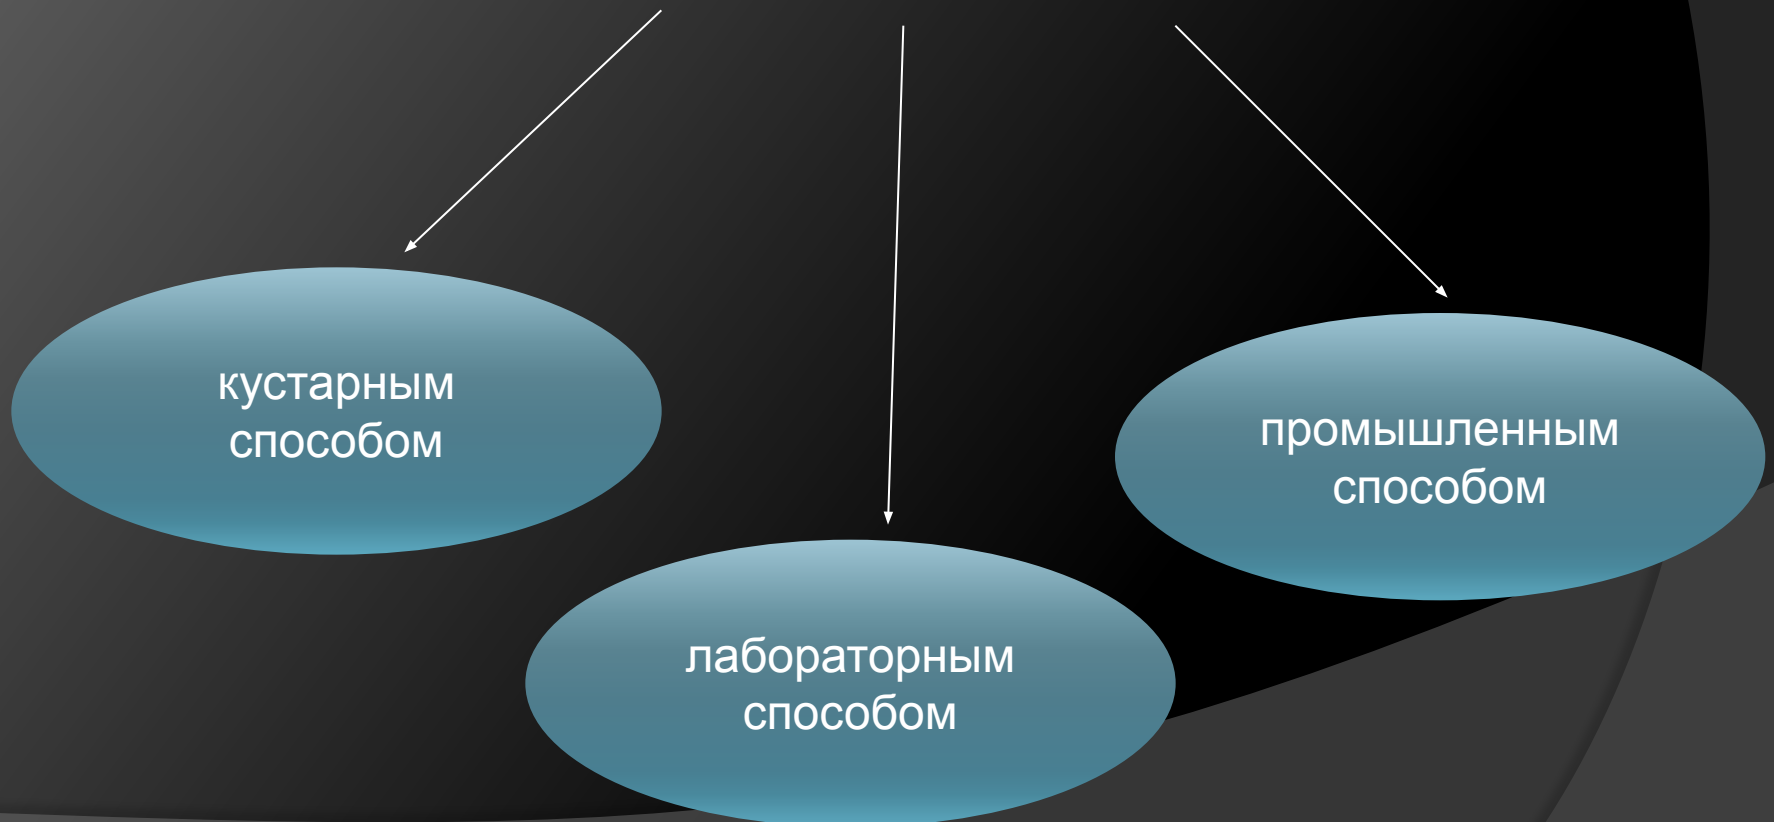 кустарным
способом
лабораторным
способом
промышленным
способом